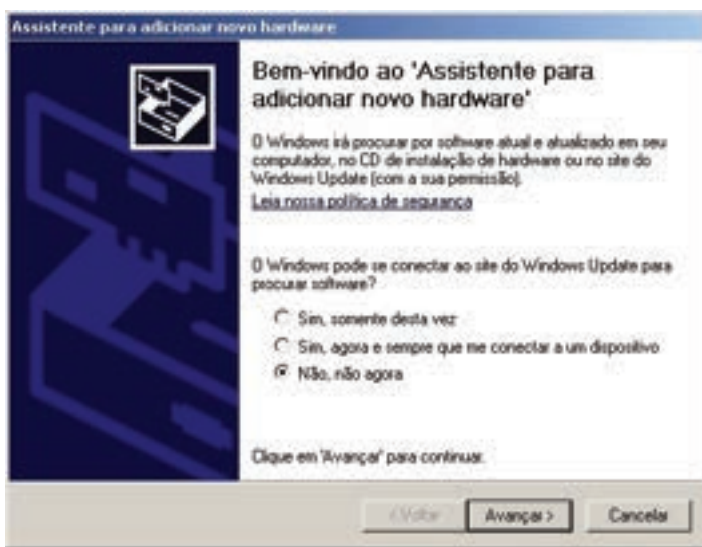 Assistente para adicionar novo hardware
Bem-vindo ao 'Assistente para
adicionar novo hardware'
O Windows irá procurar por software atual e atualizado em seu
computador, no CD de instalação de hardware ou no site do
Windows Update (com a sua permissão).
Leia nossa política de segurança
O Windows pode se conectar ao site do Windows Update para
procurar software?
Sim, somente desta vez
Sim, agora e sempre que me conectar a um dispositivo
Não, não agora
Clique em 'Avançar' para continuar.
< Voltar
Avançar >
Cancelar